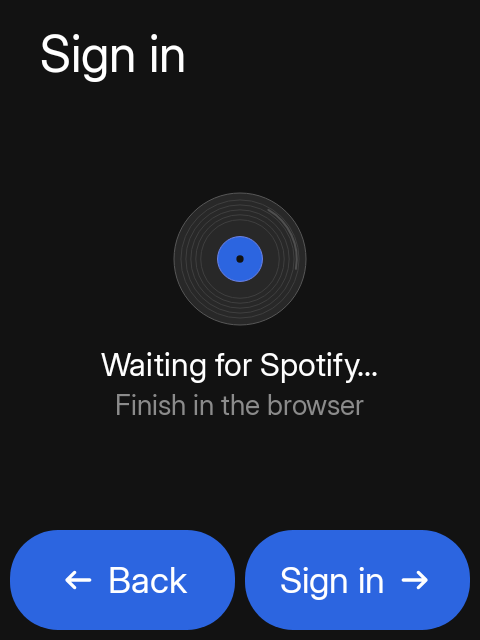 Sign in
Waiting for Spotify...
Finish in the browser
← Back
Sign in →